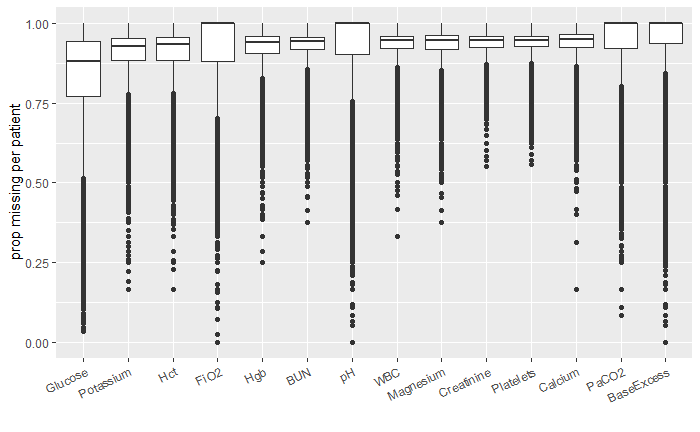 prop missing per patient
1.00
0.75
0.50
0.25
0.00
Glucose
Potassium
Hct
FiO2
Hgb
BUN
pH
WBC
Magnesium
Creatinine
Platelets
Calcium
PaCO2
BaseExcess